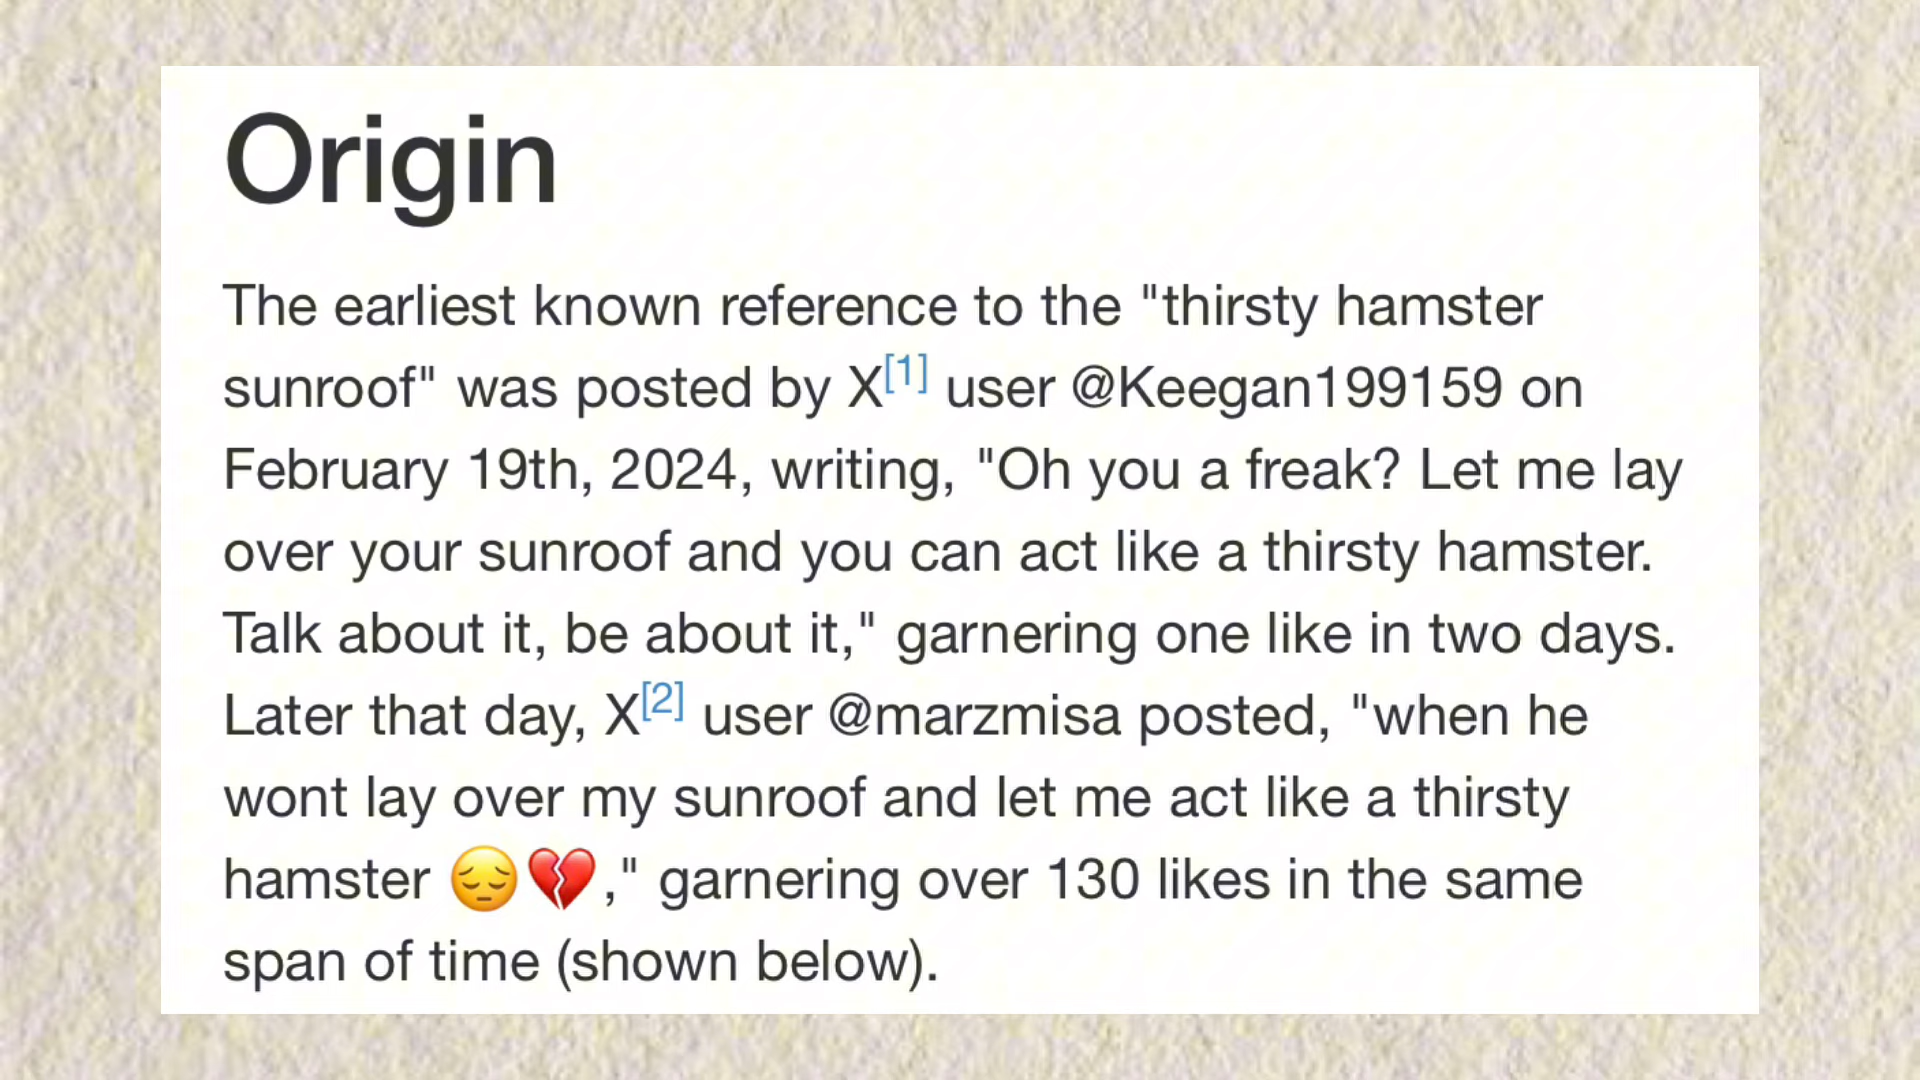 Origin
The earliest known reference to the "thirsty hamster
sunroof" was posted by X[1] user @Keegan199159 on
February 19th, 2024, writing, "Oh you a freak? Let me lay
over your sunroof and you can act like a thirsty hamster.
Talk about it, be about it," garnering one like in two days.
Later that day, X[2] user @marzmisa posted, "when he
wont lay over my sunroof and let me act like a thirsty
hamster 😔💔," garnering over 130 likes in the same
span of time (shown below).